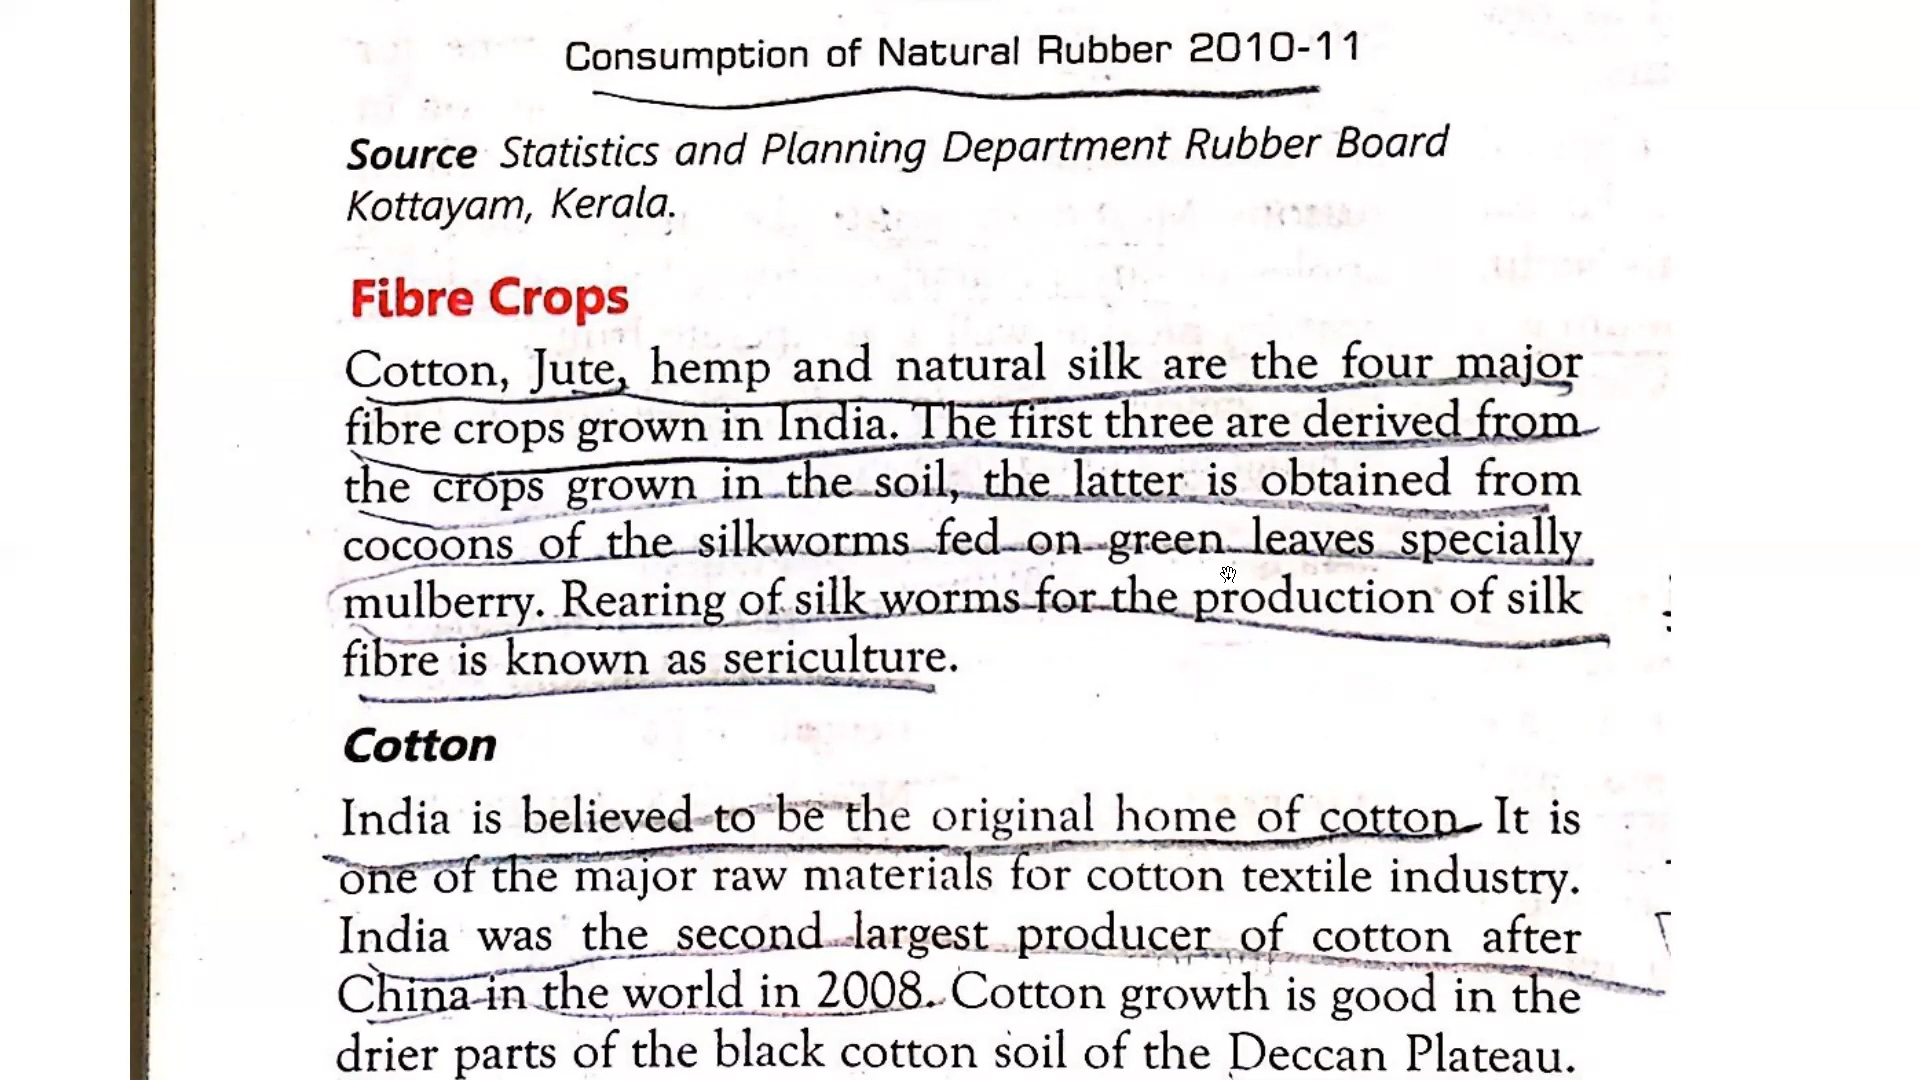 Consumption of Natural Rubber 2010-11
Source Statistics and Planning Department Rubber Board
Kottayam, Kerala.
Fibre Crops
Cotton, Jute, hemp and natural silk are the four major
fibre crops grown in India. The first three are derived from
the crops grown in the soil, the latter is obtained from
cocoons of the silkworms fed on green leaves specially
mulberry. Rearing of silk worms for the production of silk
fibre is known as sericulture.
Cotton
India is believed to be the original home of cotton. It is
one of the major raw materials for cotton textile industry.
India was the second largest producer of cotton after
China in the world in 2008. Cotton growth is good in the
drier parts of the black cotton soil of the Deccan Plateau.